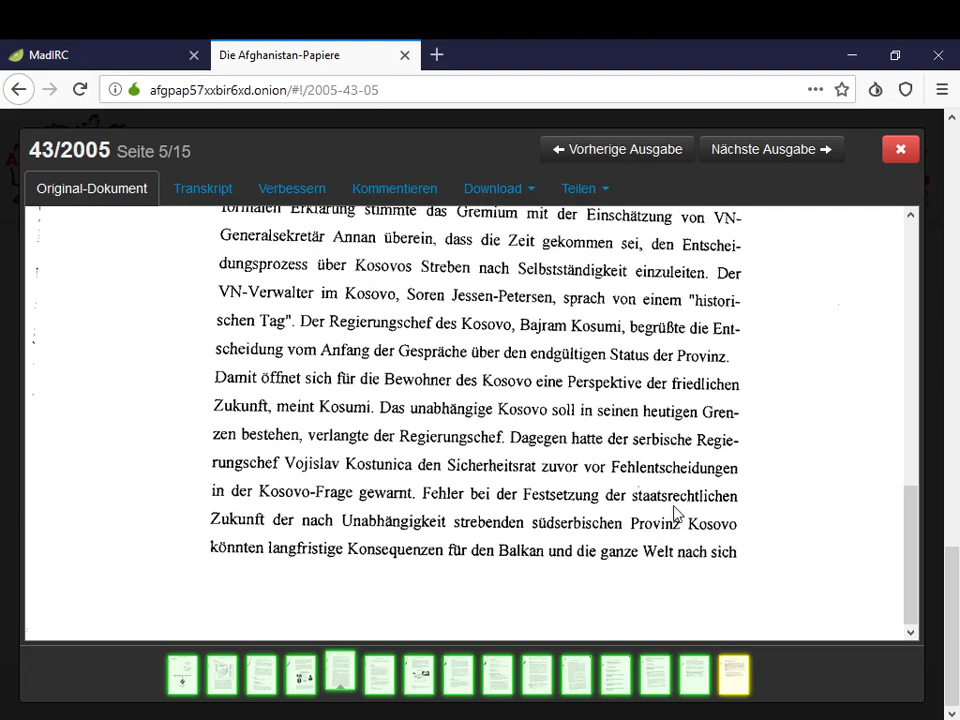 MadIRC
Die Afghanistan-Papiere
afgpap57xxbir6xd.onion/#!/2005-43-05
43/2005 Seite 5/15
Vorherige Ausgabe
Nächste Ausgabe
Original-Dokument
Transkript
Verbessern
Kommentieren
Download
Teilen
formalen Erklärung stimmte das Gremium mit der Einschätzung von VN-
Generalsekretär Annan überein, dass die Zeit gekommen sei, den Entschei-
dungsprozess über Kosovos Streben nach Selbstständigkeit einzuleiten. Der
VN-Verwalter im Kosovo, Soren Jessen-Petersen, sprach von einem "histori-
schen Tag". Der Regierungschef des Kosovo, Bajram Kosumi, begrüßte die Ent-
scheidung vom Anfang der Gespräche über den endgültigen Status der Provinz.
Damit öffnet sich für die Bewohner des Kosovo eine Perspektive der friedlichen
Zukunft, meint Kosumi. Das unabhängige Kosovo soll in seinen heutigen Gren-
zen bestehen, verlangte der Regierungschef. Dagegen hatte der serbische Regie-
rungschef Vojislav Kostunica den Sicherheitsrat zuvor vor Fehlentscheidungen
in der Kosovo-Frage gewarnt. Fehler bei der Festsetzung der staatsrechtlichen
Zukunft der nach Unabhängigkeit strebenden südserbischen Provinz Kosovo
könnten langfristige Konsequenzen für den Balkan und die ganze Welt nach sich